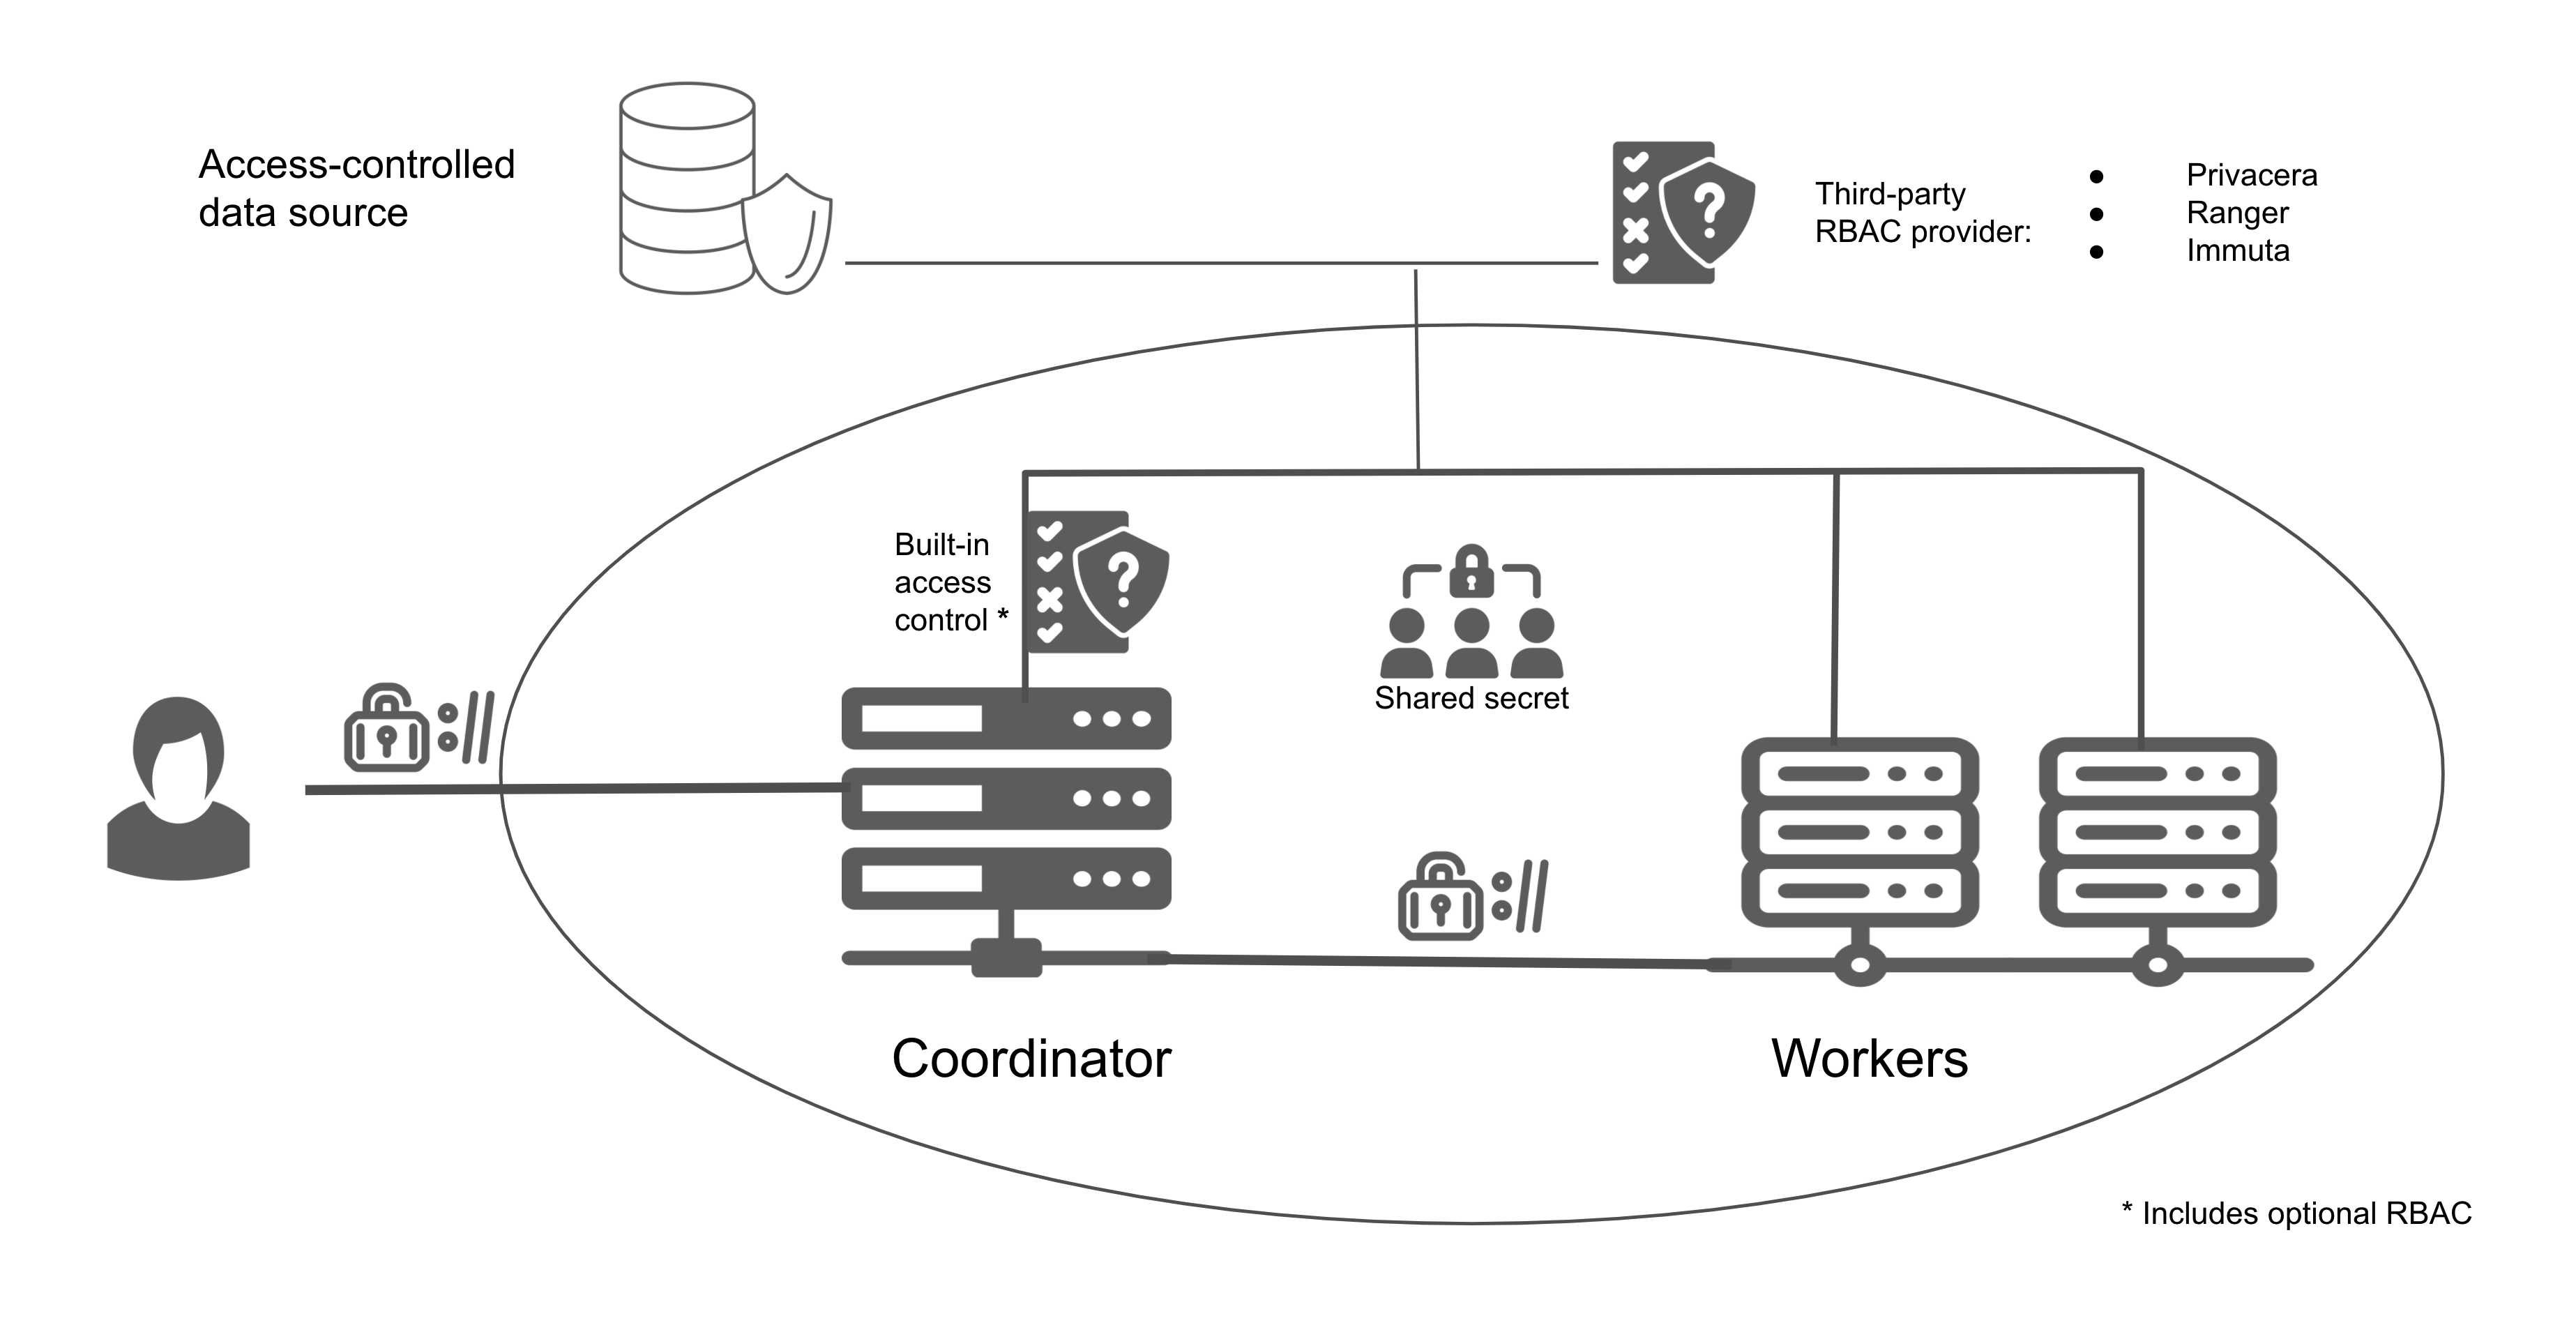 Access-controlled
data source
Third-party
RBAC provider:
● Privacera
● Ranger
● Immuta
Built-in
access
control *
Shared secret
Coordinator
Workers
* Includes optional RBAC